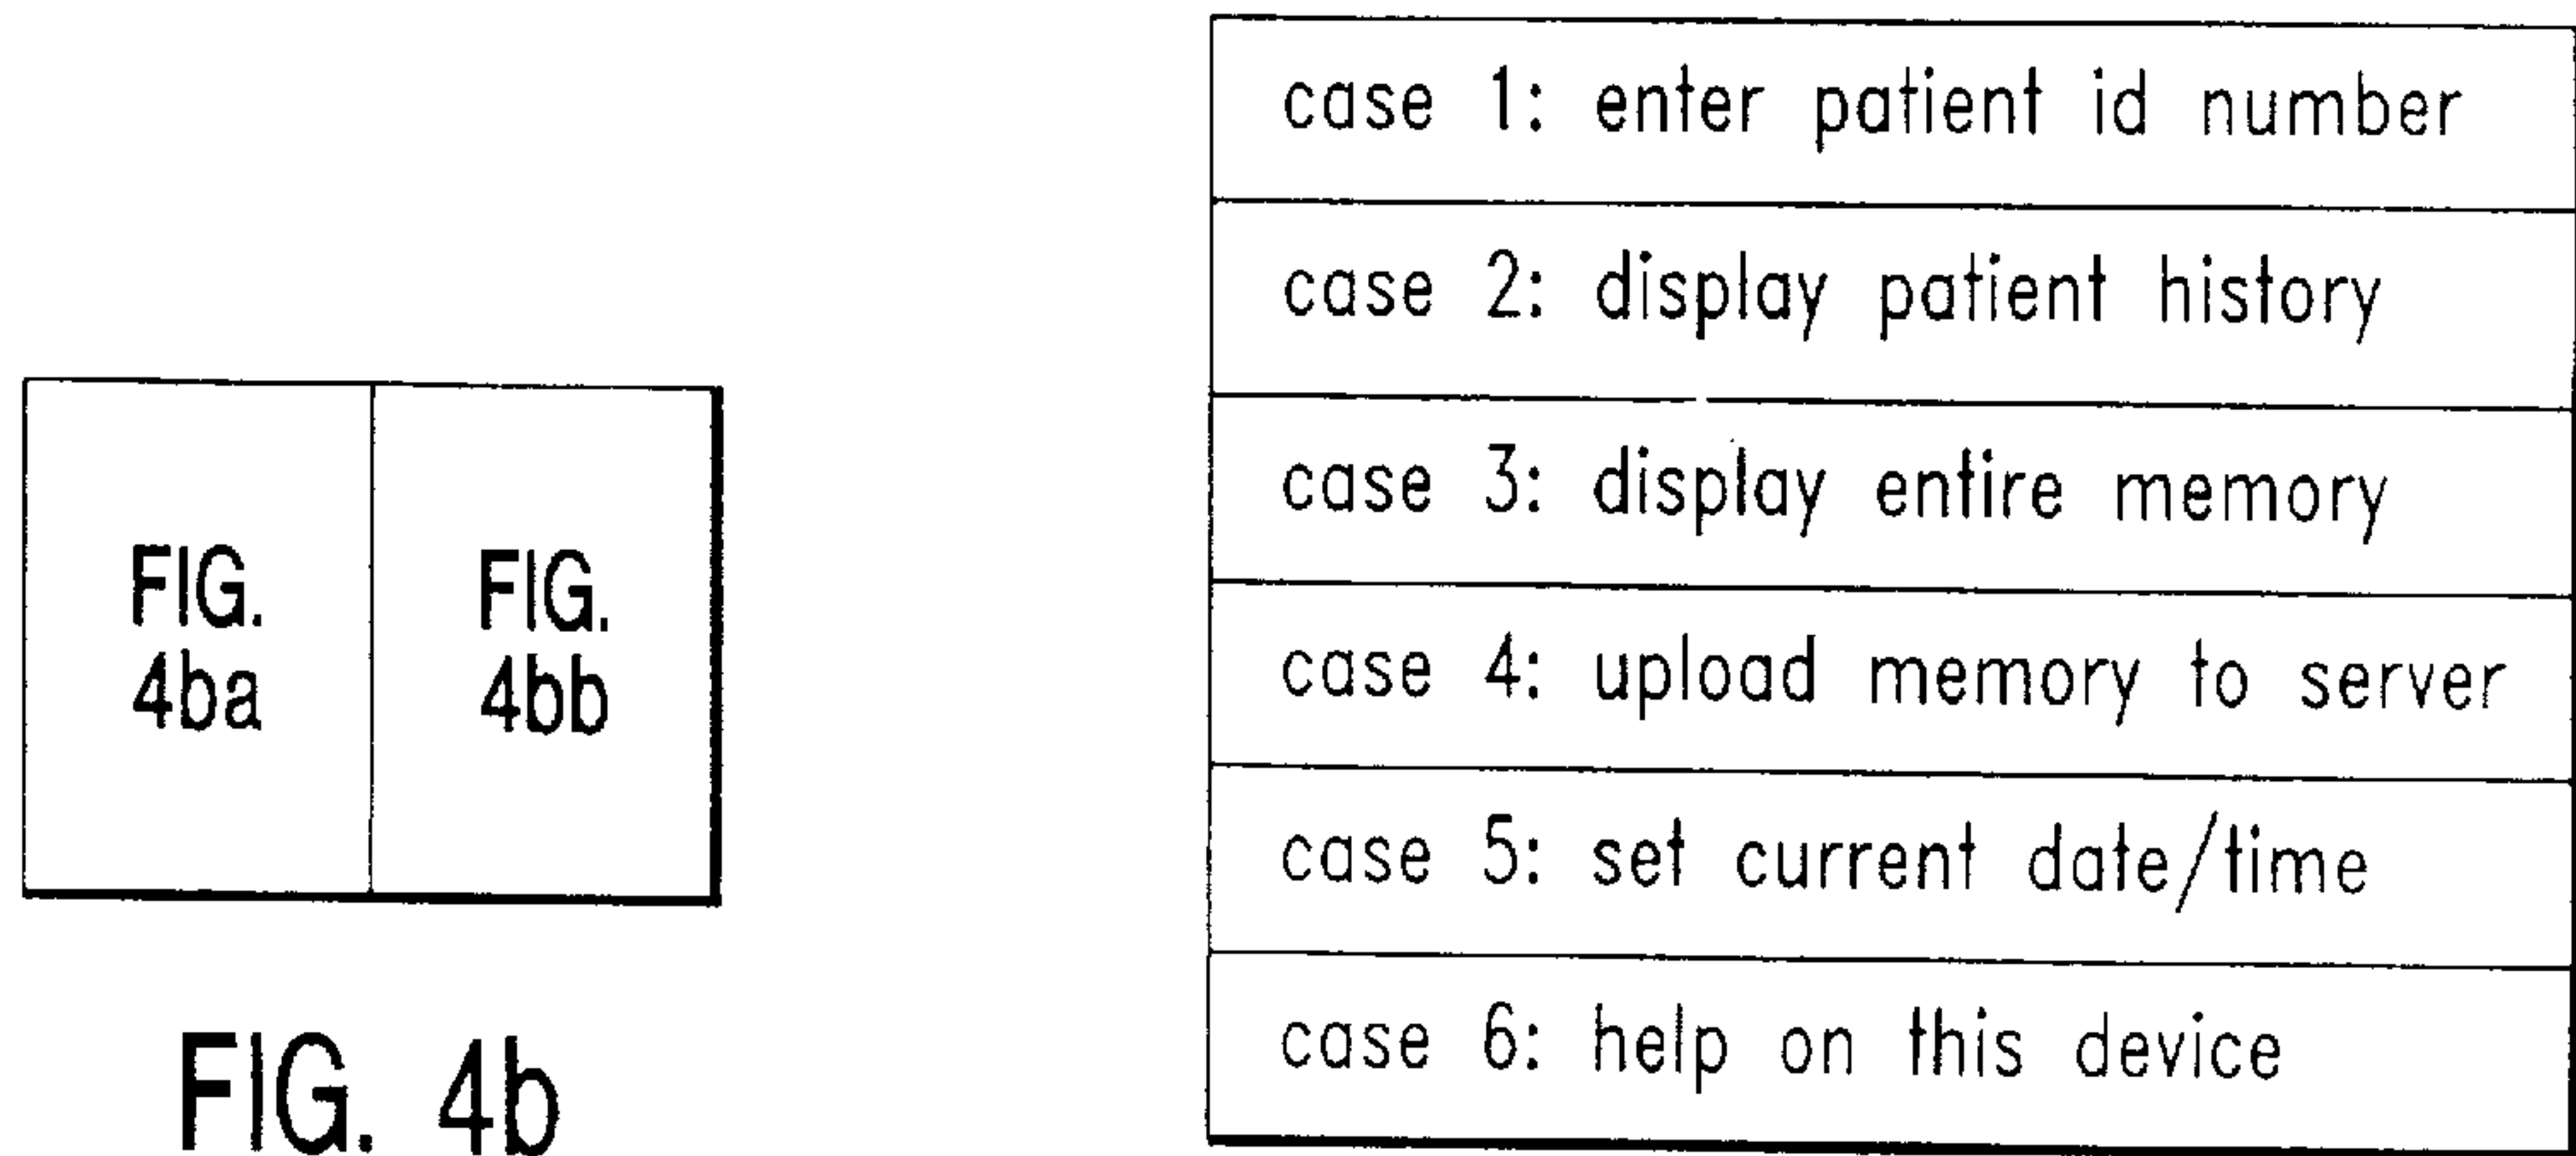 case 1: enter patient id number
case 2: display patient history
case 3: display entire memory
case 4: upload memory to server
case 5: set current date/time
case 6: help on this device
FIG.
4ba
FIG.
4bb
FIG. 4b